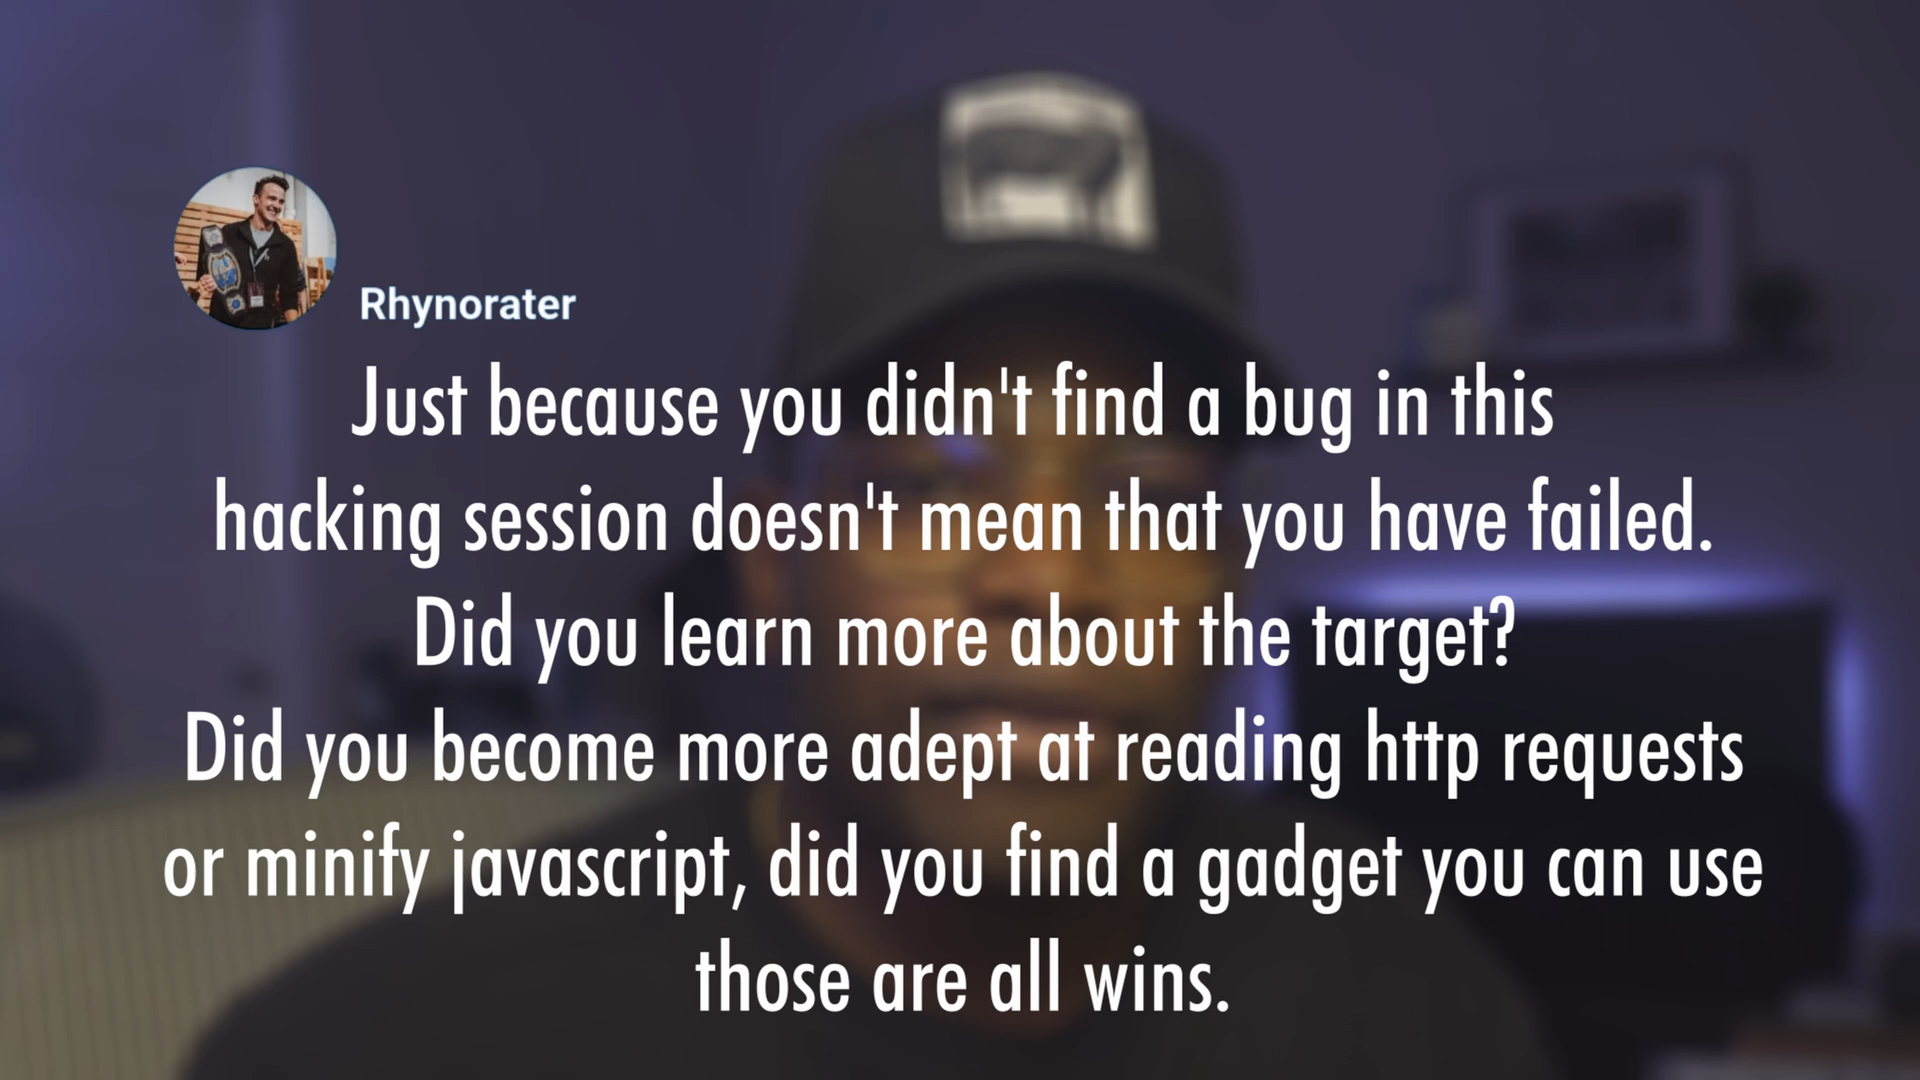 Rhynorater
Just because you didn't find a bug in this
hacking session doesn't mean that you have failed.
Did you learn more about the target?
Did you become more adept at reading http requests
or minify javascript, did you find a gadget you can use
those are all wins.